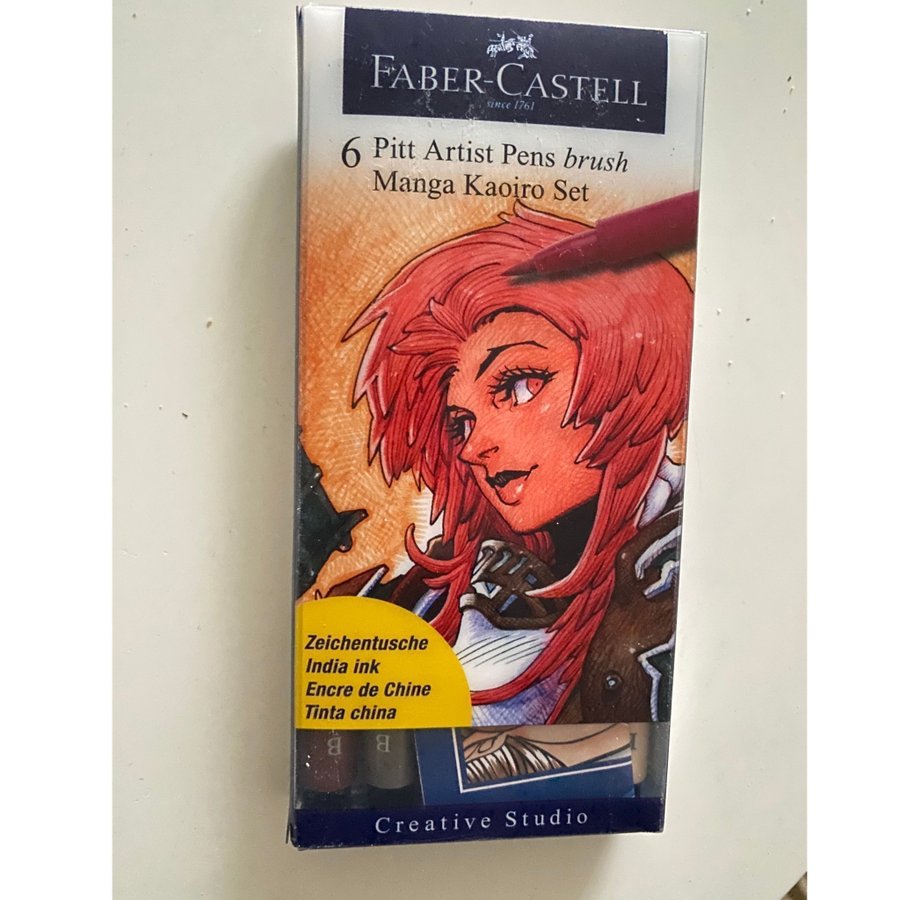 FABER-CASTELL
since 1761
6 Pitt Artist Pens brush
Manga Kaoiro Set
Zeichentusche
India ink
Encre de Chine
Tinta china
B
B
Creative Studio